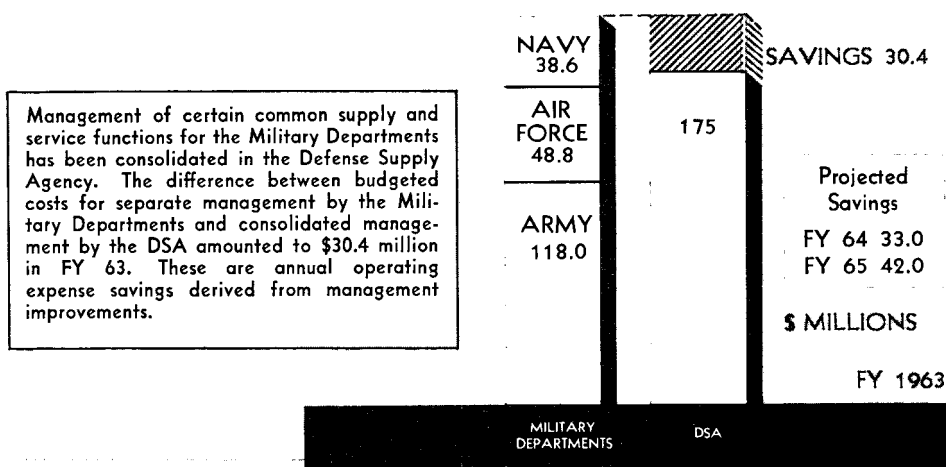 Management of certain common supply and
service functions for the Military Departments
has been consolidated in the Defense Supply
Agency. The difference between budgeted
costs for separate management by the Mili-
tary Departments and consolidated manage-
ment by the DSA amounted to $30.4 million
in FY 63. These are annual operating
expense savings derived from management
improvements.
NAVY
38.6
AIR
FORCE
48.8
ARMY
118.0
175
SAVINGS 30.4
Projected
Savings
FY 64 33.0
FY 65 42.0
$ MILLIONS
FY 1963
MILITARY
DEPARTMENTS
DSA